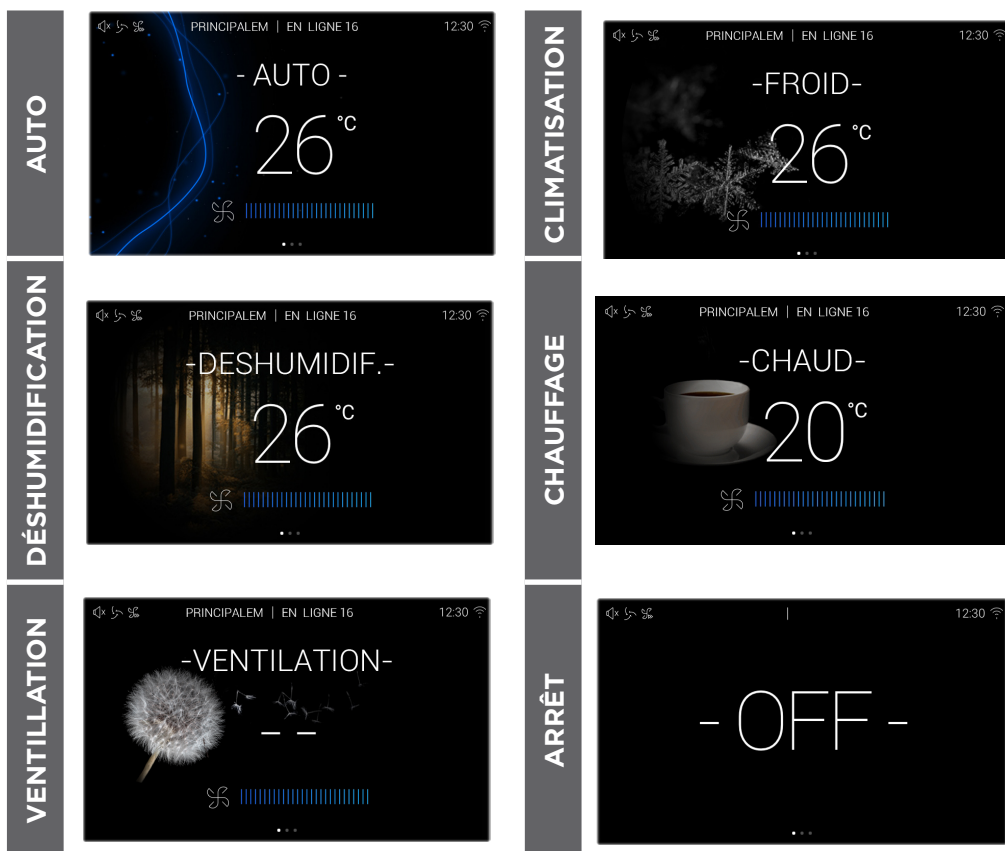 AUTO
PRINCIPALEM | EN LIGNE 16
12:30
- AUTO -
26 °C
CLIMATISATION
PRINCIPALEM | EN LIGNE 16
12:30
-FROID-
26 °C
DÉSHUMIDIFICATION
PRINCIPALEM | EN LIGNE 16
12:30
-DESHUMIDIF.-
26 °C
CHAUFFAGE
PRINCIPALEM | EN LIGNE 16
12:30
-CHAUD-
20 °C
VENTILLATION
PRINCIPALEM | EN LIGNE 16
12:30
-VENTILATION-
– –
ARRÊT
|
12:30
- OFF -